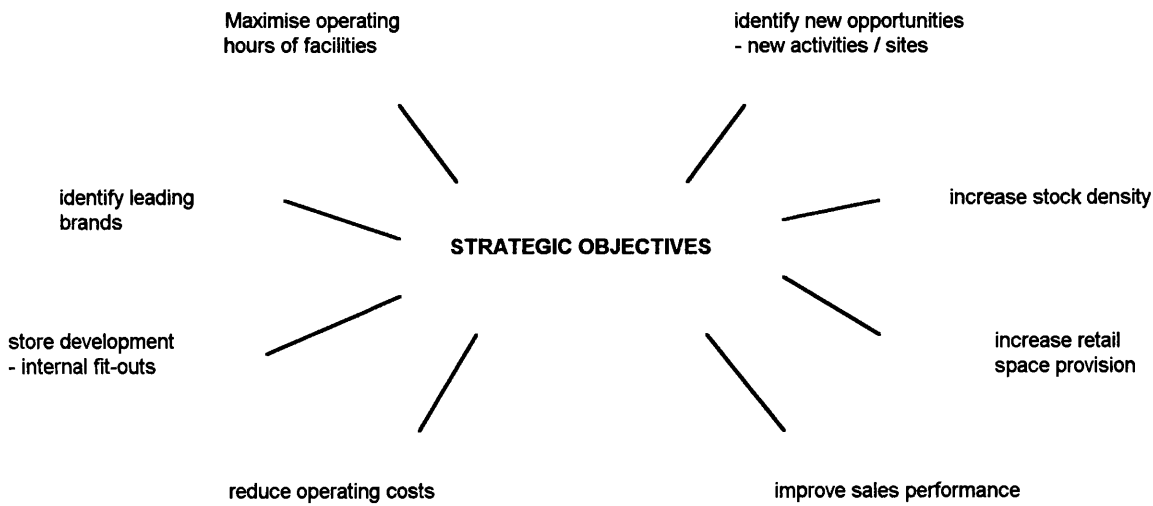 Maximise operating
hours of facilities
identify new opportunities
- new activities / sites
identify leading
brands
increase stock density
STRATEGIC OBJECTIVES
store development
- internal fit-outs
increase retail
space provision
reduce operating costs
improve sales performance